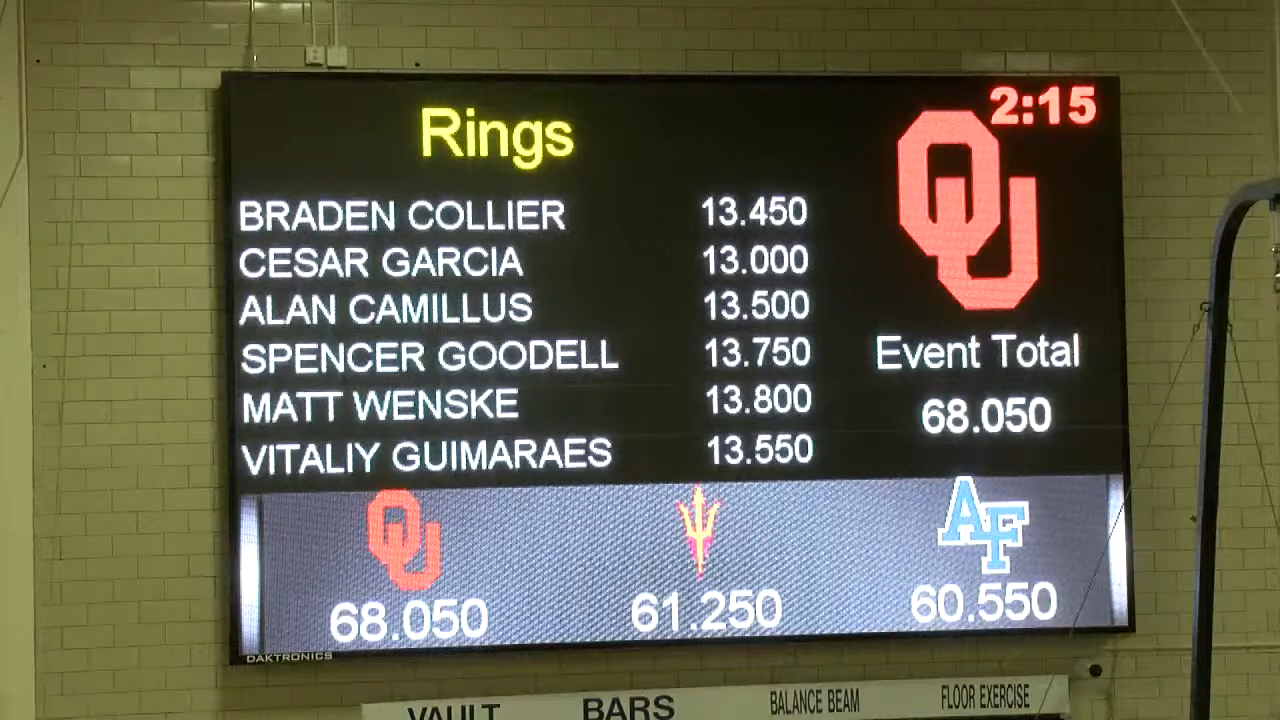 2:15
Rings
OU
BRADEN COLLIER 13.450
CESAR GARCIA 13.000
ALAN CAMILLUS 13.500
SPENCER GOODELL 13.750
MATT WENSKE 13.800
VITALIY GUIMARAES 13.550
Event Total
68.050
OU AF
68.050 61.250 60.550
DAKTRONICS
VAULT BARS BALANCE BEAM FLOOR EXERCISE